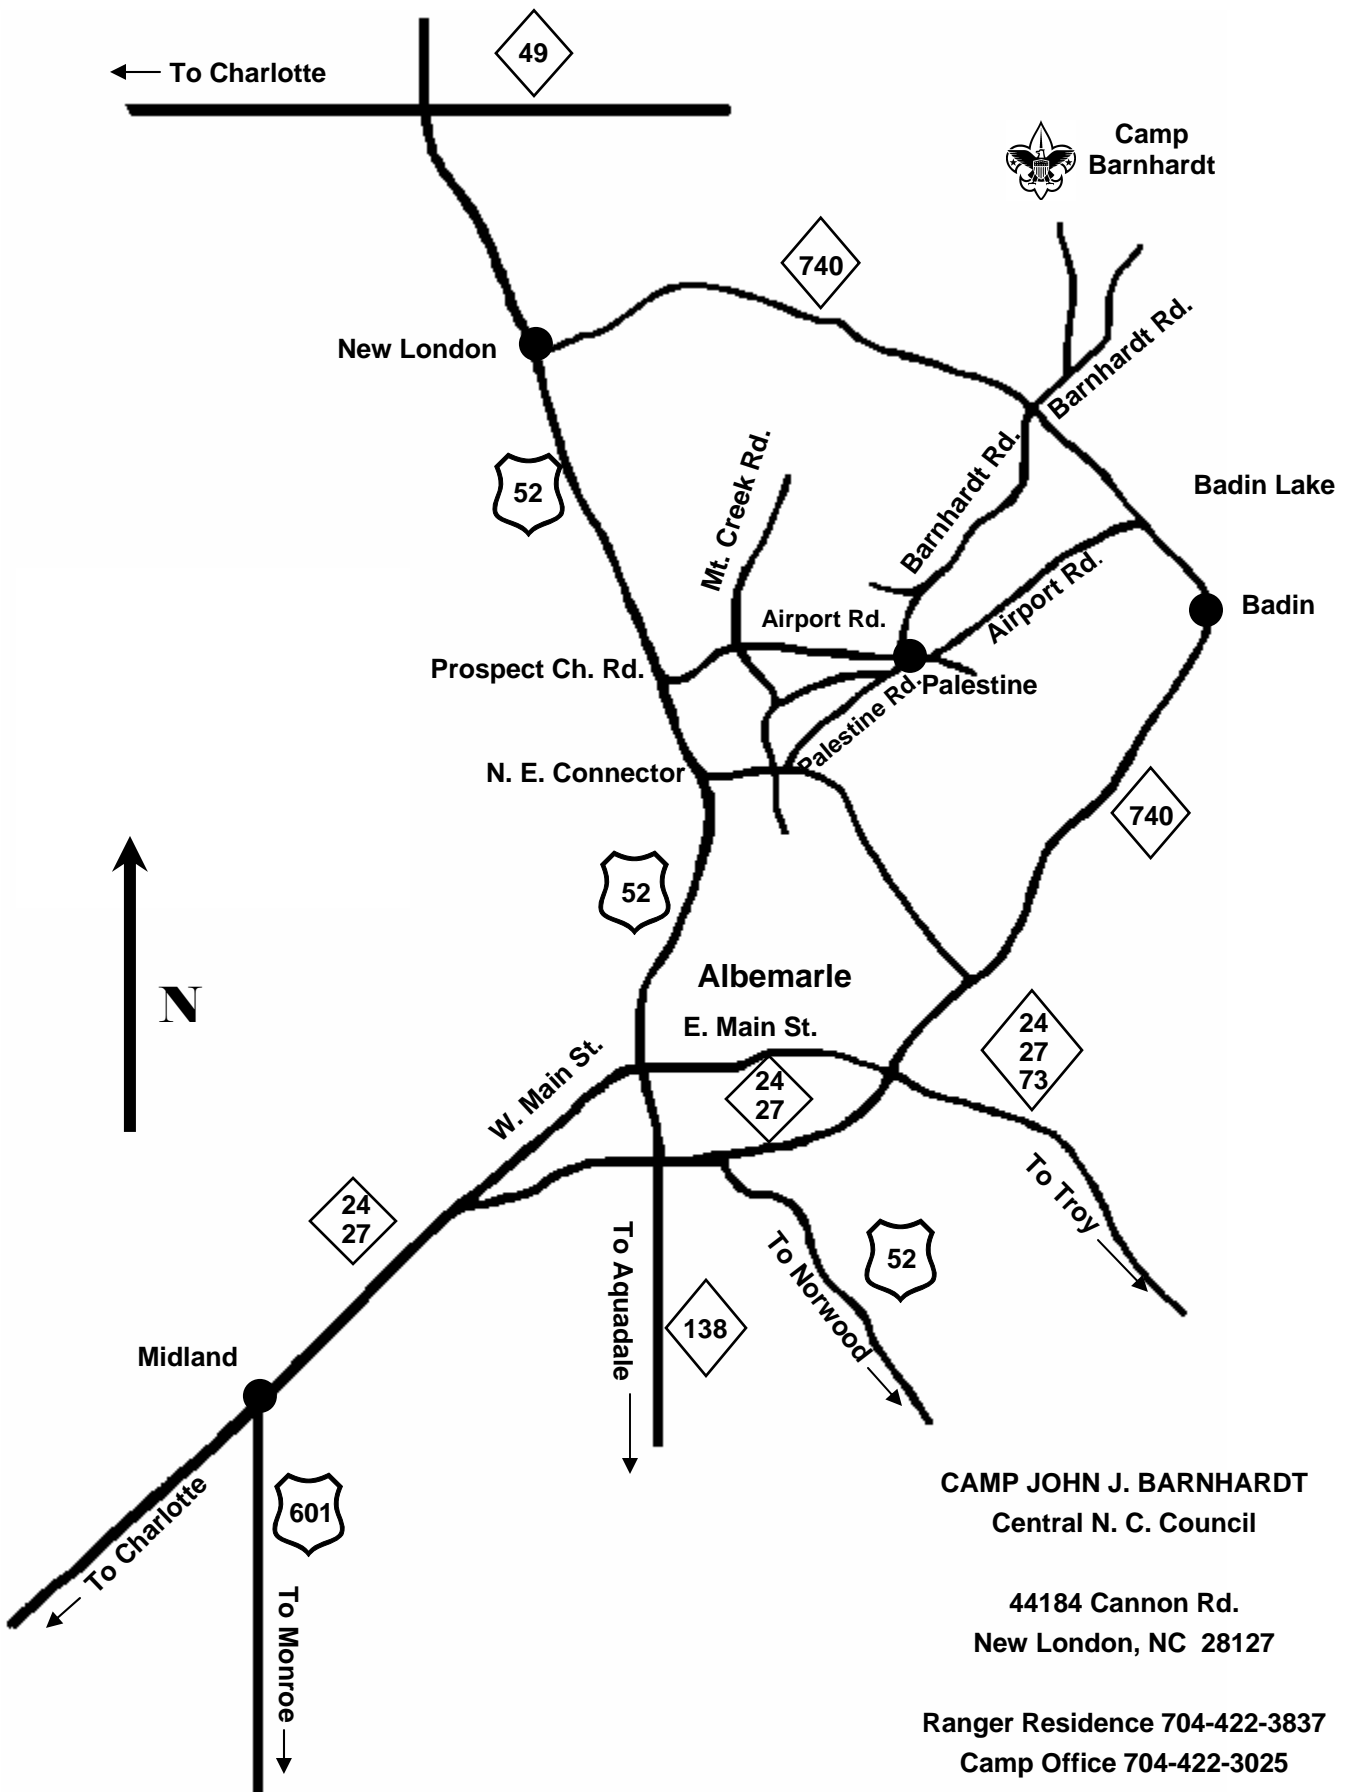 49
To Charlotte
Camp
Barnhardt
740
Barnhardt Rd.
New London
Barnhardt Rd.
Mt. Creek Rd.
52
Badin Lake
Airport Rd.
Airport Rd.
Badin
Prospect Ch. Rd.
Palestine
Palestine Rd.
N. E. Connector
740
52
Albemarle
N
E. Main St.
24
27
73
W. Main St.
24
27
To Troy
24
27
To Aquadale
To Norwood
52
138
Midland
To Charlotte
601
To Monroe
CAMP JOHN J. BARNHARDT
Central N. C. Council
44184 Cannon Rd.
New London, NC 28127
Ranger Residence 704-422-3837
Camp Office 704-422-3025